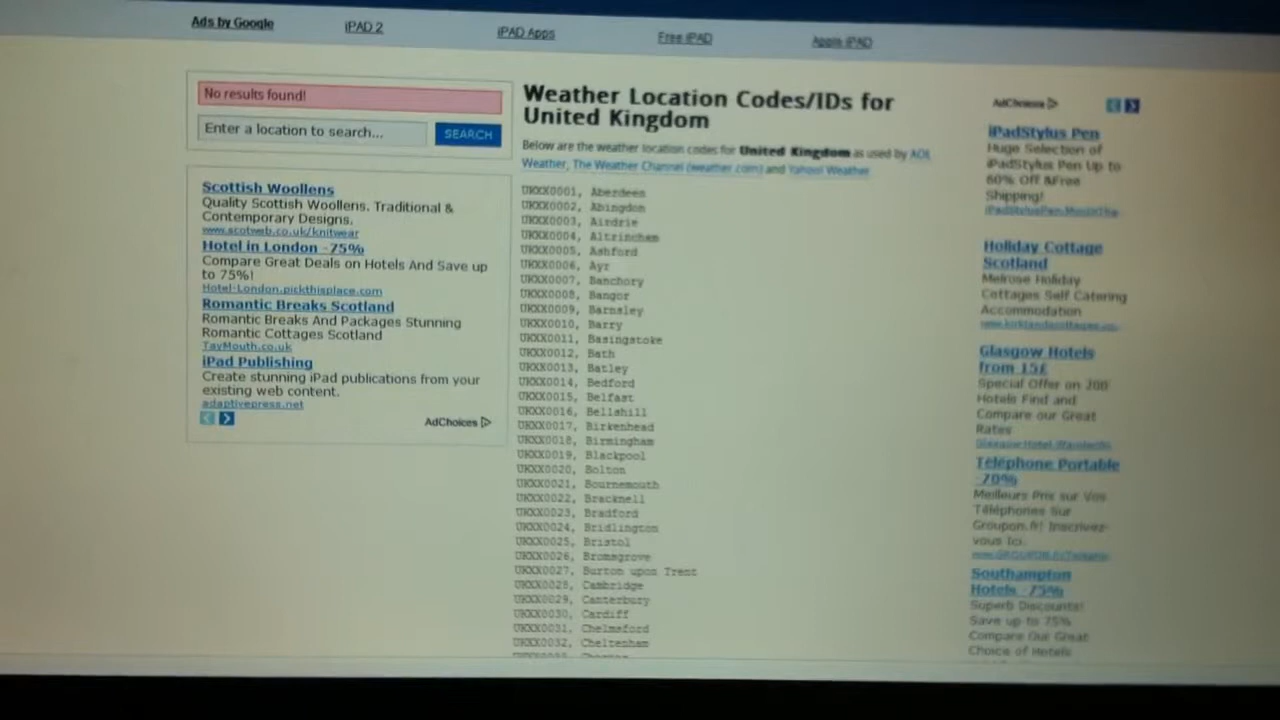 Ads by Google iPAD 2 iPAD Apps Free iPAD Apple iPAD
No results found!
Enter a location to search... SEARCH
Scottish Woollens
Quality Scottish Woollens. Traditional &
Contemporary Designs.
www.scotweb.co.uk/knitwear
Hotel in London -75%
Compare Great Deals on Hotels And Save up
to 75%!
Hotel-London.pickthisplace.com
Romantic Breaks Scotland
Romantic Breaks And Packages Stunning
Romantic Cottages Scotland
TayMouth.co.uk
iPad Publishing
Create stunning iPad publications from your
existing web content.
adaptivepress.net
AdChoices
Weather Location Codes/IDs for
United Kingdom
Below are the weather location codes for United Kingdom as used by AOL
Weather, The Weather Channel (weather.com) and Yahoo! Weather
UKXX0001, Aberdeen
UKXX0002, Abingdon
UKXX0003, Airdrie
UKXX0004, Altrincham
UKXX0005, Ashford
UKXX0006, Ayr
UKXX0007, Banchory
UKXX0008, Bangor
UKXX0009, Barnsley
UKXX0010, Barry
UKXX0011, Basingstoke
UKXX0012, Bath
UKXX0013, Batley
UKXX0014, Bedford
UKXX0015, Belfast
UKXX0016, Bellshill
UKXX0017, Birkenhead
UKXX0018, Birmingham
UKXX0019, Blackpool
UKXX0020, Bolton
UKXX0021, Bournemouth
UKXX0022, Bracknell
UKXX0023, Bradford
UKXX0024, Bridlington
UKXX0025, Bristol
UKXX0026, Bromsgrove
UKXX0027, Burton upon Trent
UKXX0028, Cambridge
UKXX0029, Canterbury
UKXX0030, Cardiff
UKXX0031, Chelmsford
UKXX0032, Cheltenham
AdChoices
iPadStylus Pen
Huge Selection of
iPadStylus Pen Up to
60% Off &Free
Shipping!
Holiday Cottage
Scotland
Melrose Holiday
Cottages Self Catering
Accommodation
Glasgow Hotels
from 15£
Special Offer on 200
Hotels Find and
Compare our Great
Rates
Téléphone Portable
-70%
Meilleurs Prix sur Vos
Téléphones Sur
Groupon.fr! Inscrivez-
vous Ici.
Southampton
Hotels -75%
Superb Discounts!
Save up to 75%
Compare Our Great
Choice of Hotels